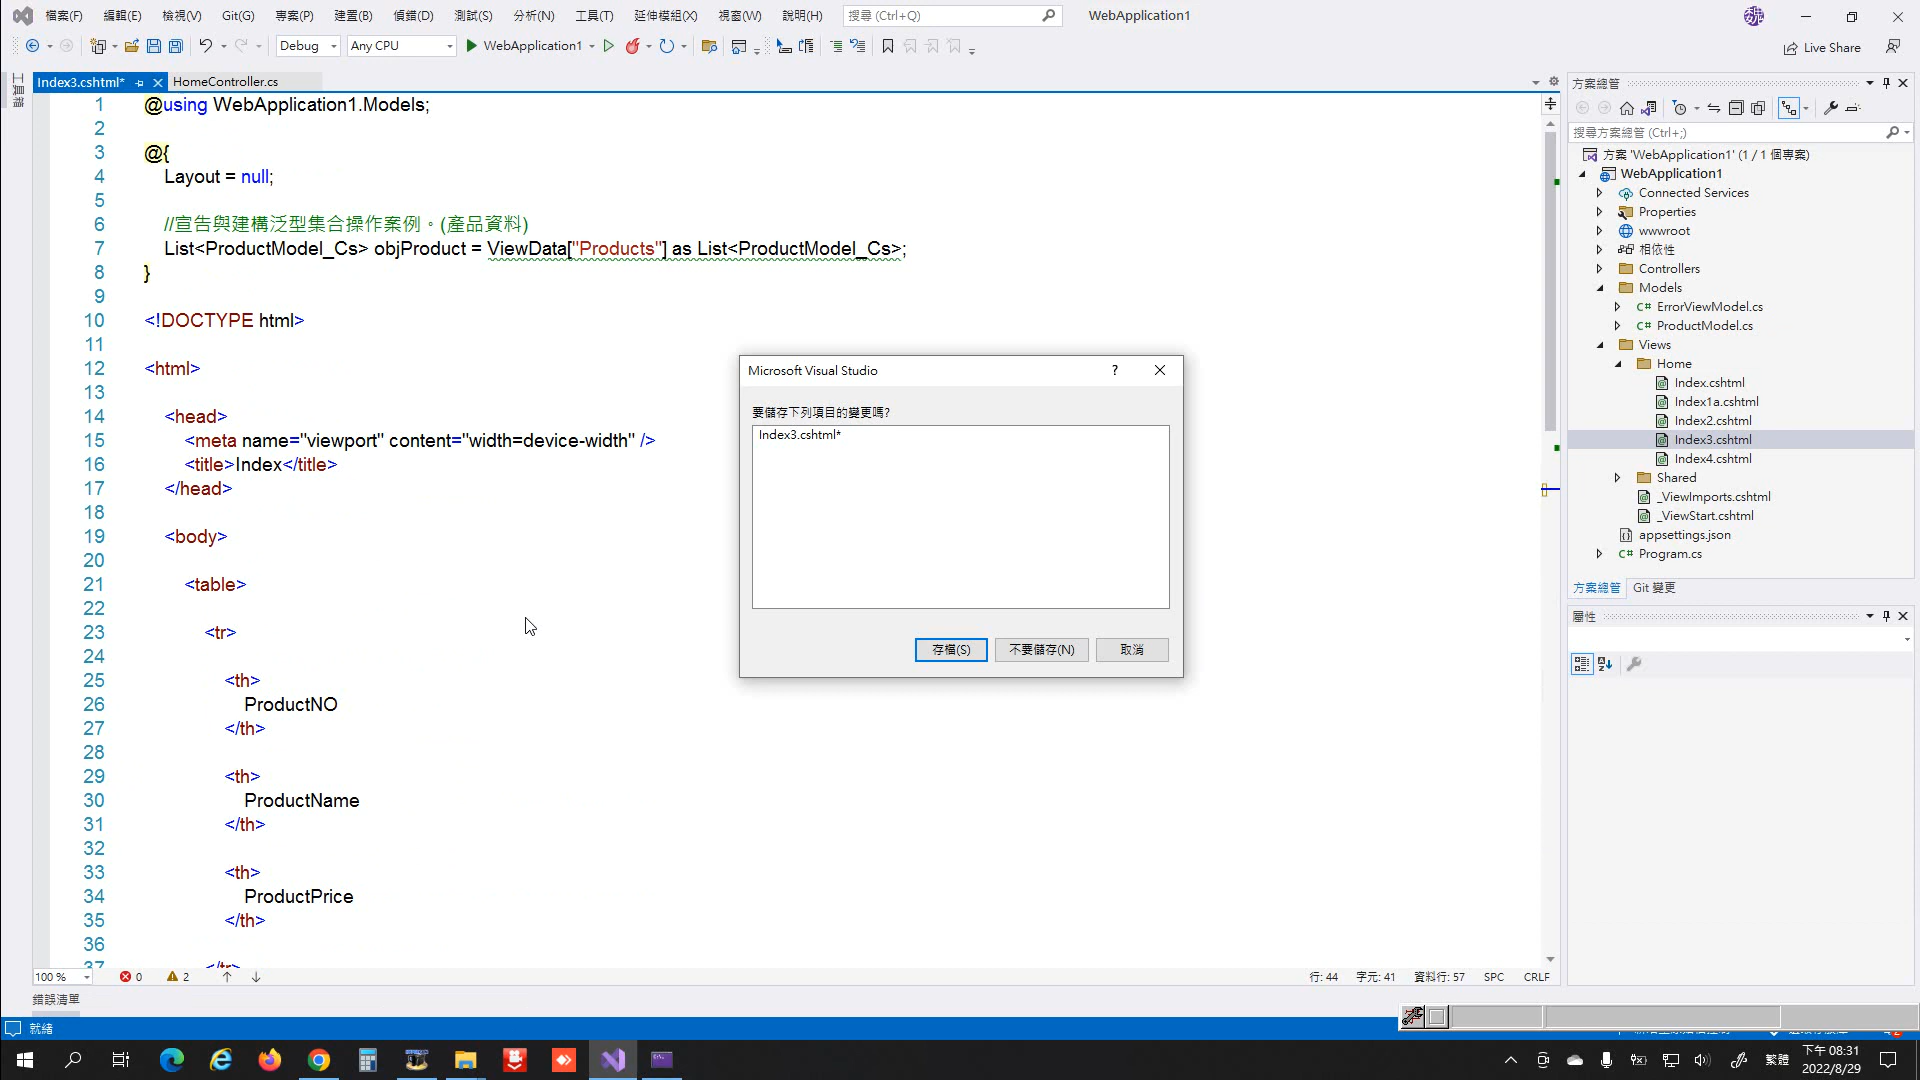 檔案(F) 編輯(E) 檢視(V) Git(G) 專案(P) 建置(B) 偵錯(D) 測試(S) 分析(N) 工具(T) 延伸模組(X) 視窗(W) 說明(H) 搜尋 (Ctrl+Q) WebApplication1 魏
Debug Any CPU WebApplication1 Live Share
工具箱
Index3.cshtml* HomeController.cs
1 @using WebApplication1.Models;
2
3 @{
4 Layout = null;
5
6 //宣告與建構泛型集合操作案例。(產品資料)
7 List<ProductModel_Cs> objProduct = ViewData["Products"] as List<ProductModel_Cs>;
8 }
9
10 <!DOCTYPE html>
11
12 <html>
13
14 <head>
15 <meta name="viewport" content="width=device-width" />
16 <title>Index</title>
17 </head>
18
19 <body>
20
21 <table>
22
23 <tr>
24
25 <th>
26 ProductNO
27 </th>
28
29 <th>
30 ProductName
31 </th>
32
33 <th>
34 ProductPrice
35 </th>
36
37 </tr>
Microsoft Visual Studio ?
要儲存下列項目的變更嗎?
Index3.cshtml*
存檔(S) 不要儲存(N) 取消
方案總管
搜尋方案總管 (Ctrl+;)
方案 'WebApplication1' (1 / 1 個專案)
WebApplication1
Connected Services
Properties
wwwroot
相依性
Controllers
Models
C# ErrorViewModel.cs
C# ProductModel.cs
Views
Home
Index.cshtml
Index1a.cshtml
Index2.cshtml
Index3.cshtml
Index4.cshtml
Shared
_ViewImports.cshtml
_ViewStart.cshtml
appsettings.json
C# Program.cs
方案總管 Git 變更
屬性
100 % 0 2 行: 44 字元: 41 資料行: 57 SPC CRLF
錯誤清單
就緒
繁體 下午 08:31
2022/8/29